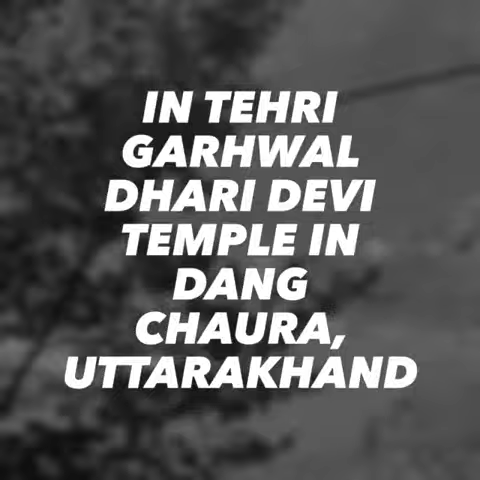 IN TEHRI
GARHWAL
DHARI DEVI
TEMPLE IN
DANG
CHAURA,
UTTARAKHAND